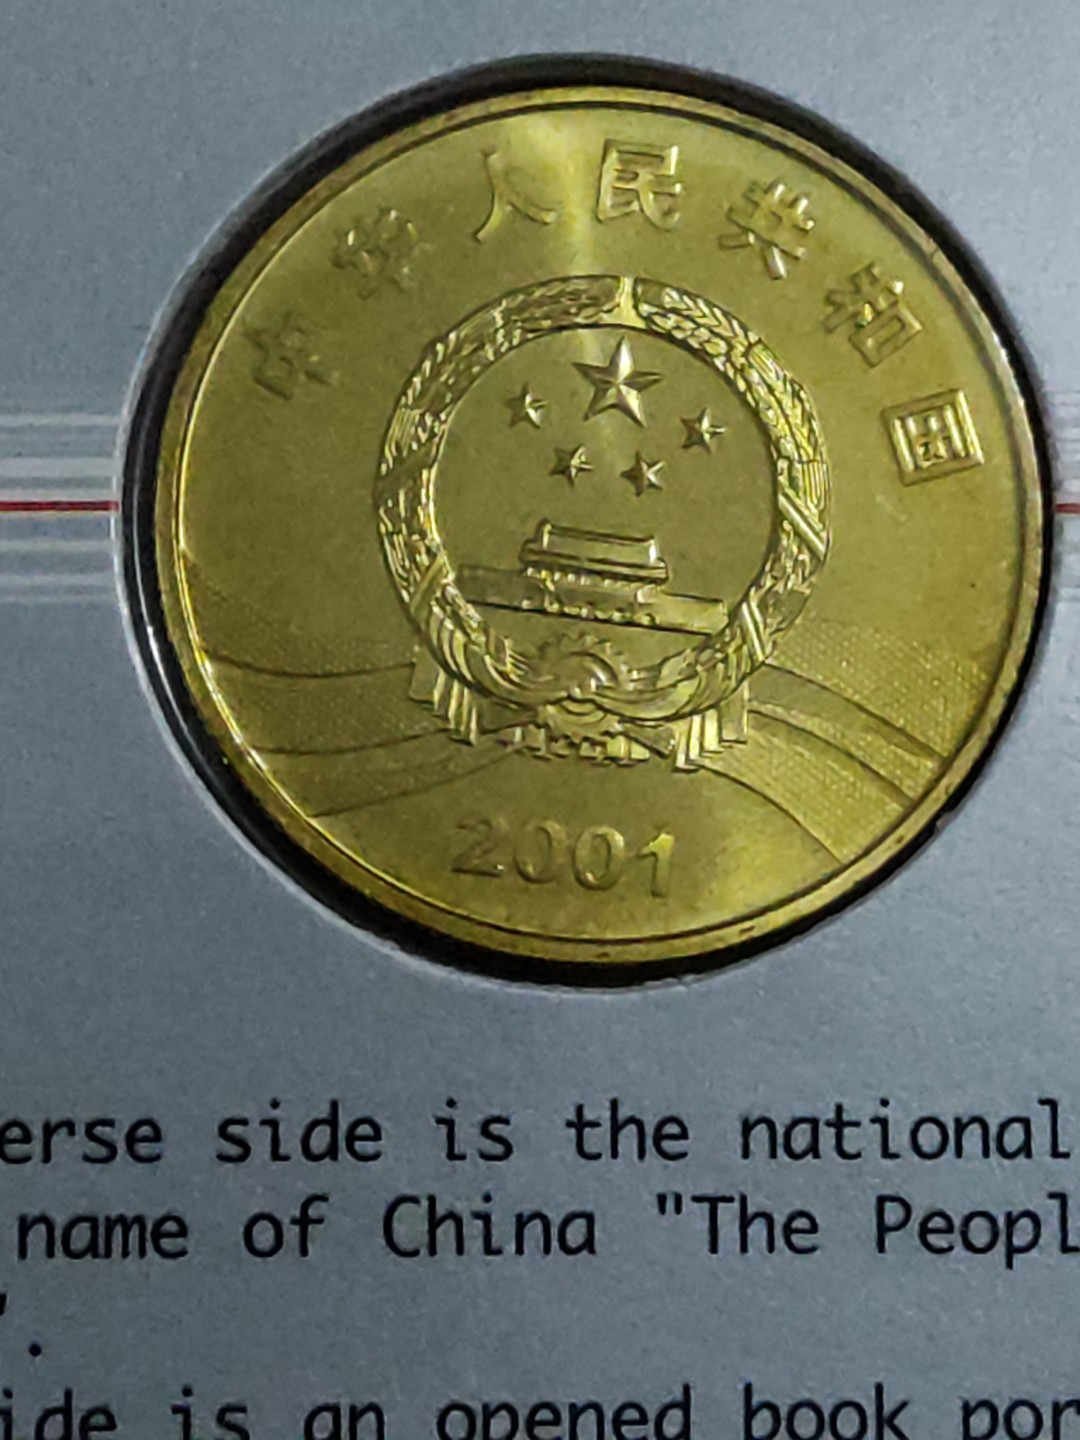 中华人民共和国
2001
erse side is the national
name of China "The Peopl
".
ide is an opened book por